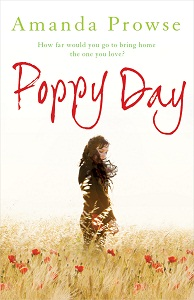 Amanda Prowse
How far would you go to bring home
the one you love?
Poppy Day